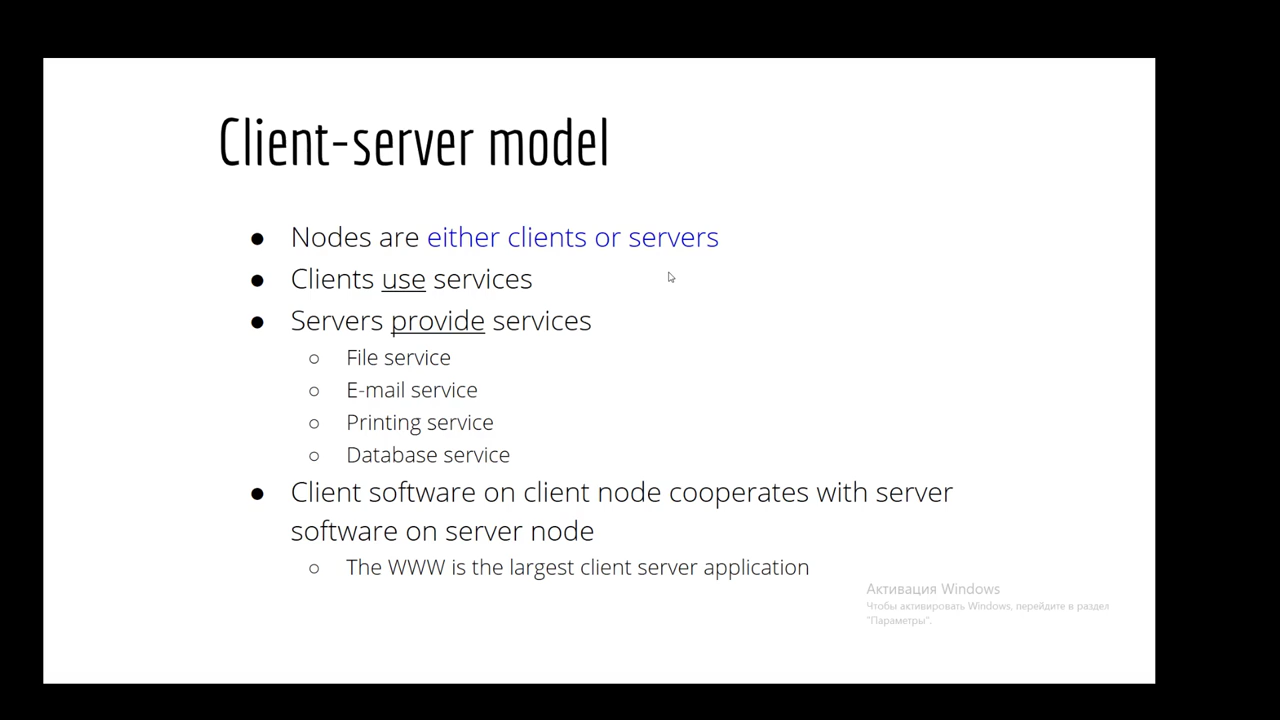 Client-server model
● Nodes are either clients or servers
● Clients use services
● Servers provide services
○ File service
○ E-mail service
○ Printing service
○ Database service
● Client software on client node cooperates with server
software on server node
○ The WWW is the largest client server application
Активация Windows
Чтобы активировать Windows, перейдите в раздел
"Параметры".